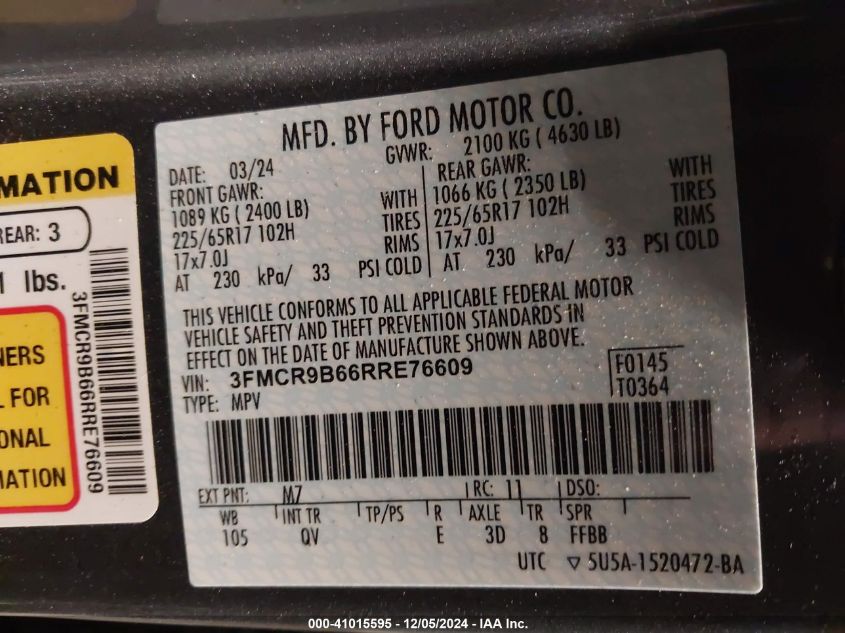 MATION
REAR: 3
1 lbs.
3FMCR9B66RRE76609
NERS
L FOR
ONAL
MATION
MFD. BY FORD MOTOR CO.
DATE: 03/24 GVWR: 2100 KG ( 4630 LB)
FRONT GAWR: REAR GAWR:
1089 KG ( 2400 LB) WITH 1066 KG ( 2350 LB) WITH
225/65R17 102H TIRES 225/65R17 102H TIRES
17x7.0J RIMS 17x7.0J RIMS
AT 230 kPa/ 33 PSI COLD AT 230 kPa/ 33 PSI COLD
THIS VEHICLE CONFORMS TO ALL APPLICABLE FEDERAL MOTOR
VEHICLE SAFETY AND THEFT PREVENTION STANDARDS IN
EFFECT ON THE DATE OF MANUFACTURE SHOWN ABOVE.
VIN: 3FMCR9B66RRE76609 F0145
TYPE: MPV T0364
EXT PNT: M7 RC: 11 DSO:
WB INT TR TP/PS R AXLE TR SPR
105 QV E 3D 8 FFBB
UTC ▽ 5U5A-1520472-BA
000-41015595 - 12/05/2024 - IAA Inc.